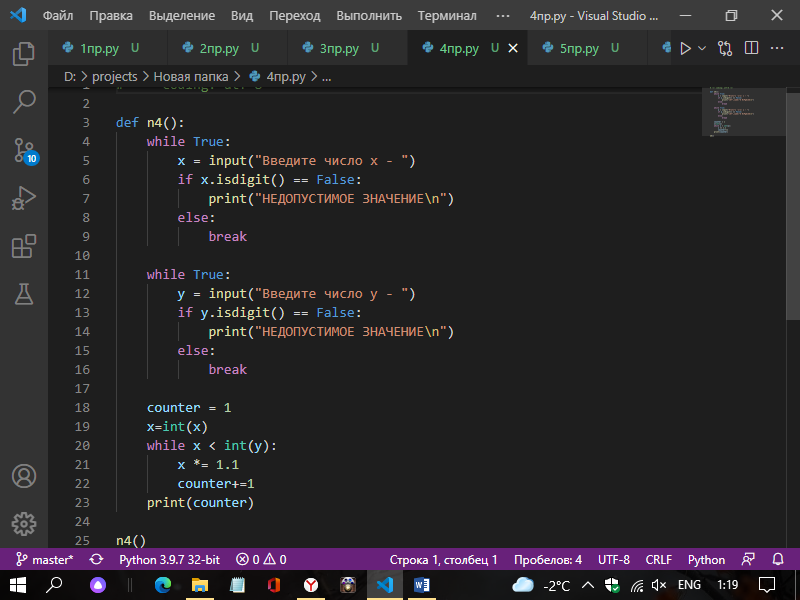 Файл Правка Выделение Вид Переход Выполнить Терминал ··· 4пр.py - Visual Studio ...
1пр.py U 2пр.py U 3пр.py U 4пр.py U 5пр.py U ···
D: > projects > Новая папка > 4пр.py > ...
2
3 def n4():
4 while True:
5 x = input("Введите число x - ")
6 if x.isdigit() == False:
7 print("НЕДОПУСТИМОЕ ЗНАЧЕНИЕ\n")
8 else:
9 break
10
11 while True:
12 y = input("Введите число y - ")
13 if y.isdigit() == False:
14 print("НЕДОПУСТИМОЕ ЗНАЧЕНИЕ\n")
15 else:
16 break
17
18 counter = 1
19 x=int(x)
20 while x < int(y):
21 x *= 1.1
22 counter+=1
23 print(counter)
24
25 n4()
10
master* Python 3.9.7 32-bit 0 0 Строка 1, столбец 1 Пробелов: 4 UTF-8 CRLF Python
-2°C ENG 1:19